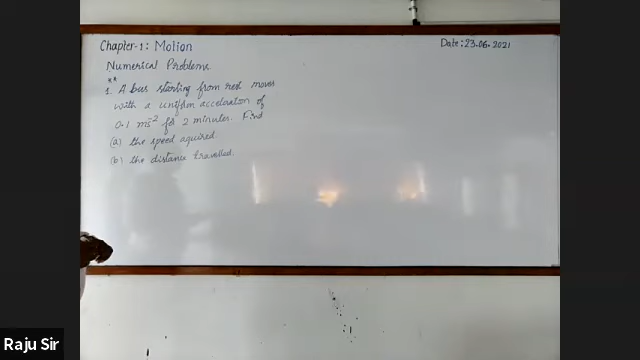 Chapter-1: Motion
Date: 23.06.2021
Numerical Problems
**
1. A bus starting from rest moves
with a uniform acceleration of
0.1 ms⁻² for 2 minutes. Find
(a) the speed aquired.
(b) the distance travelled.
Raju Sir